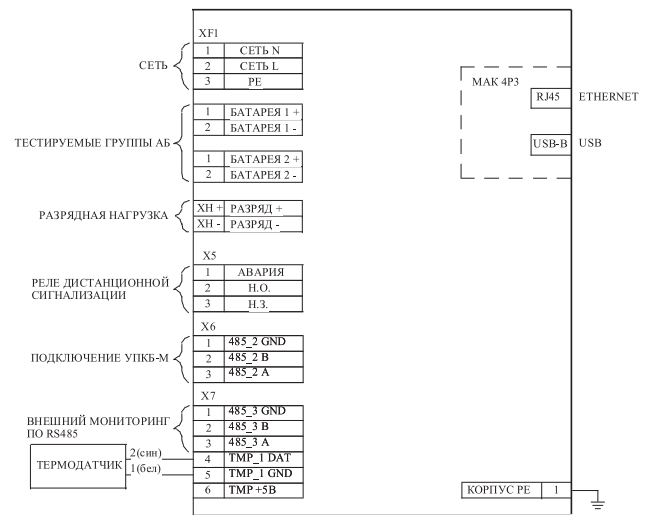 XF1
СЕТЬ
1 СЕТЬ N
2 СЕТЬ L
3 PE
ТЕСТИРУЕМЫЕ ГРУППЫ АБ
1 БАТАРЕЯ 1 +
2 БАТАРЕЯ 1 -
1 БАТАРЕЯ 2 +
2 БАТАРЕЯ 2 -
РАЗРЯДНАЯ НАГРУЗКА
ХН + РАЗРЯД +
ХН - РАЗРЯД -
X5
РЕЛЕ ДИСТАНЦИОННОЙ
СИГНАЛИЗАЦИИ
1 АВАРИЯ
2 Н.О.
3 Н.З.
X6
ПОДКЛЮЧЕНИЕ УПКБ-М
1 485_2 GND
2 485_2 B
3 485_2 A
X7
ВНЕШНИЙ МОНИТОРИНГ
ПО RS485
1 485_3 GND
2 485_3 B
3 485_3 A
4 TMP_1 DAT
5 TMP_1 GND
6 TMP +5В
ТЕРМОДАТЧИК
2(син)
1(бел)
МАК 4Р3
RJ45 ETHERNET
USB-B USB
КОРПУС РЕ 1